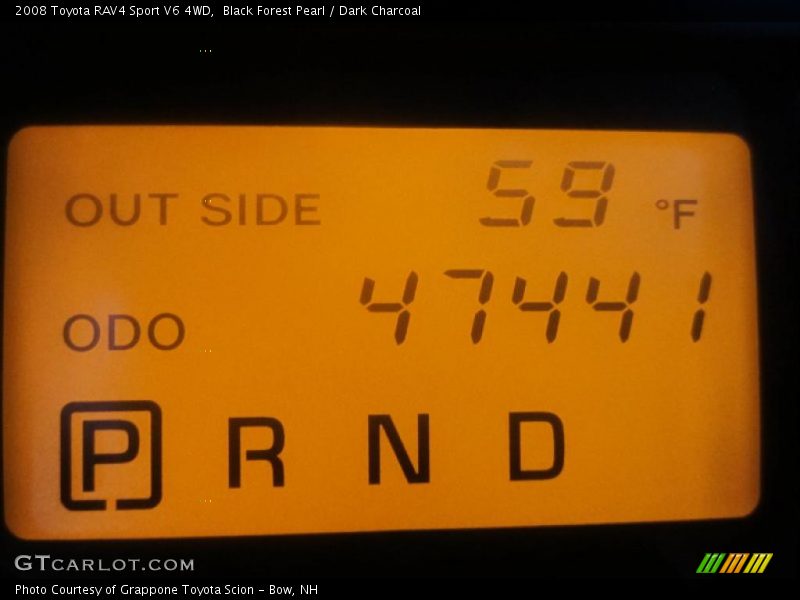 2008 Toyota RAV4 Sport V6 4WD,  Black Forest Pearl / Dark Charcoal
OUT SIDE 59 °F
ODO 47441
P R N D
GTCARLOT.COM
Photo Courtesy of Grappone Toyota Scion - Bow, NH